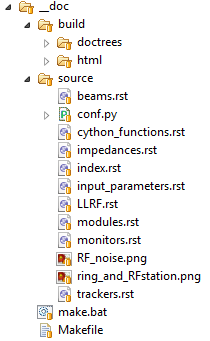 __doc
build
doctrees
html
source
beams.rst
conf.py
cython_functions.rst
impedances.rst
index.rst
input_parameters.rst
LLRF.rst
modules.rst
monitors.rst
RF_noise.png
ring_and_RFstation.png
trackers.rst
make.bat
Makefile